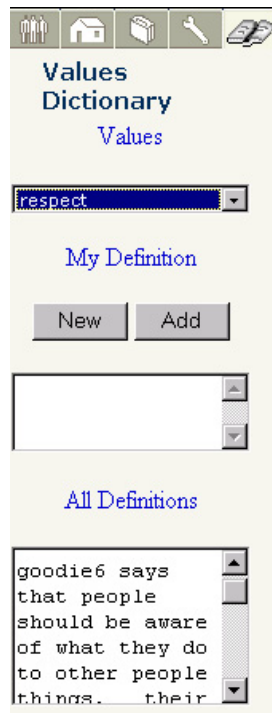 Values
Dictionary
Values
respect
My Definition
New Add
All Definitions
goodie6 says
that people
should be aware
of what they do
to other people
things, their